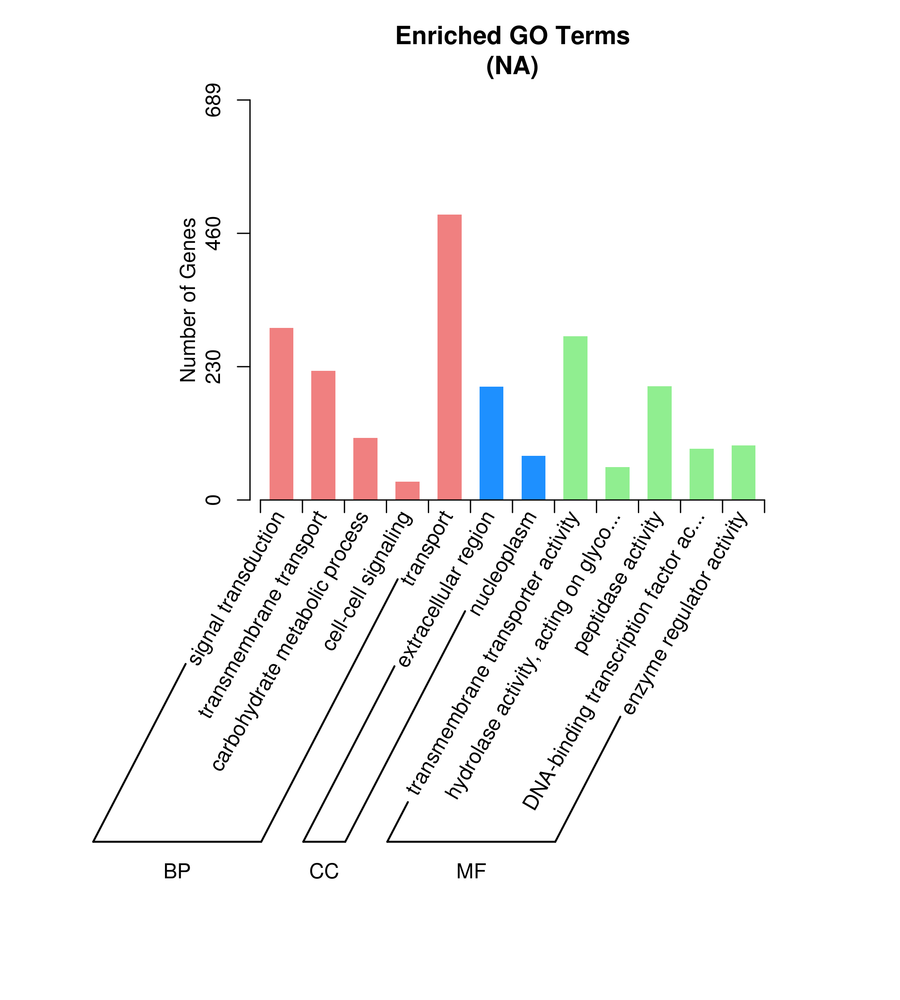 Enriched GO Terms
(NA)
Number of Genes
689
460
230
0
signal transduction
transmembrane transport
carbohydrate metabolic process
cell-cell signaling
transport
extracellular region
nucleoplasm
transmembrane transporter activity
hydrolase activity, acting on glyco...
peptidase activity
DNA-binding transcription factor ac...
enzyme regulator activity
BP
CC
MF